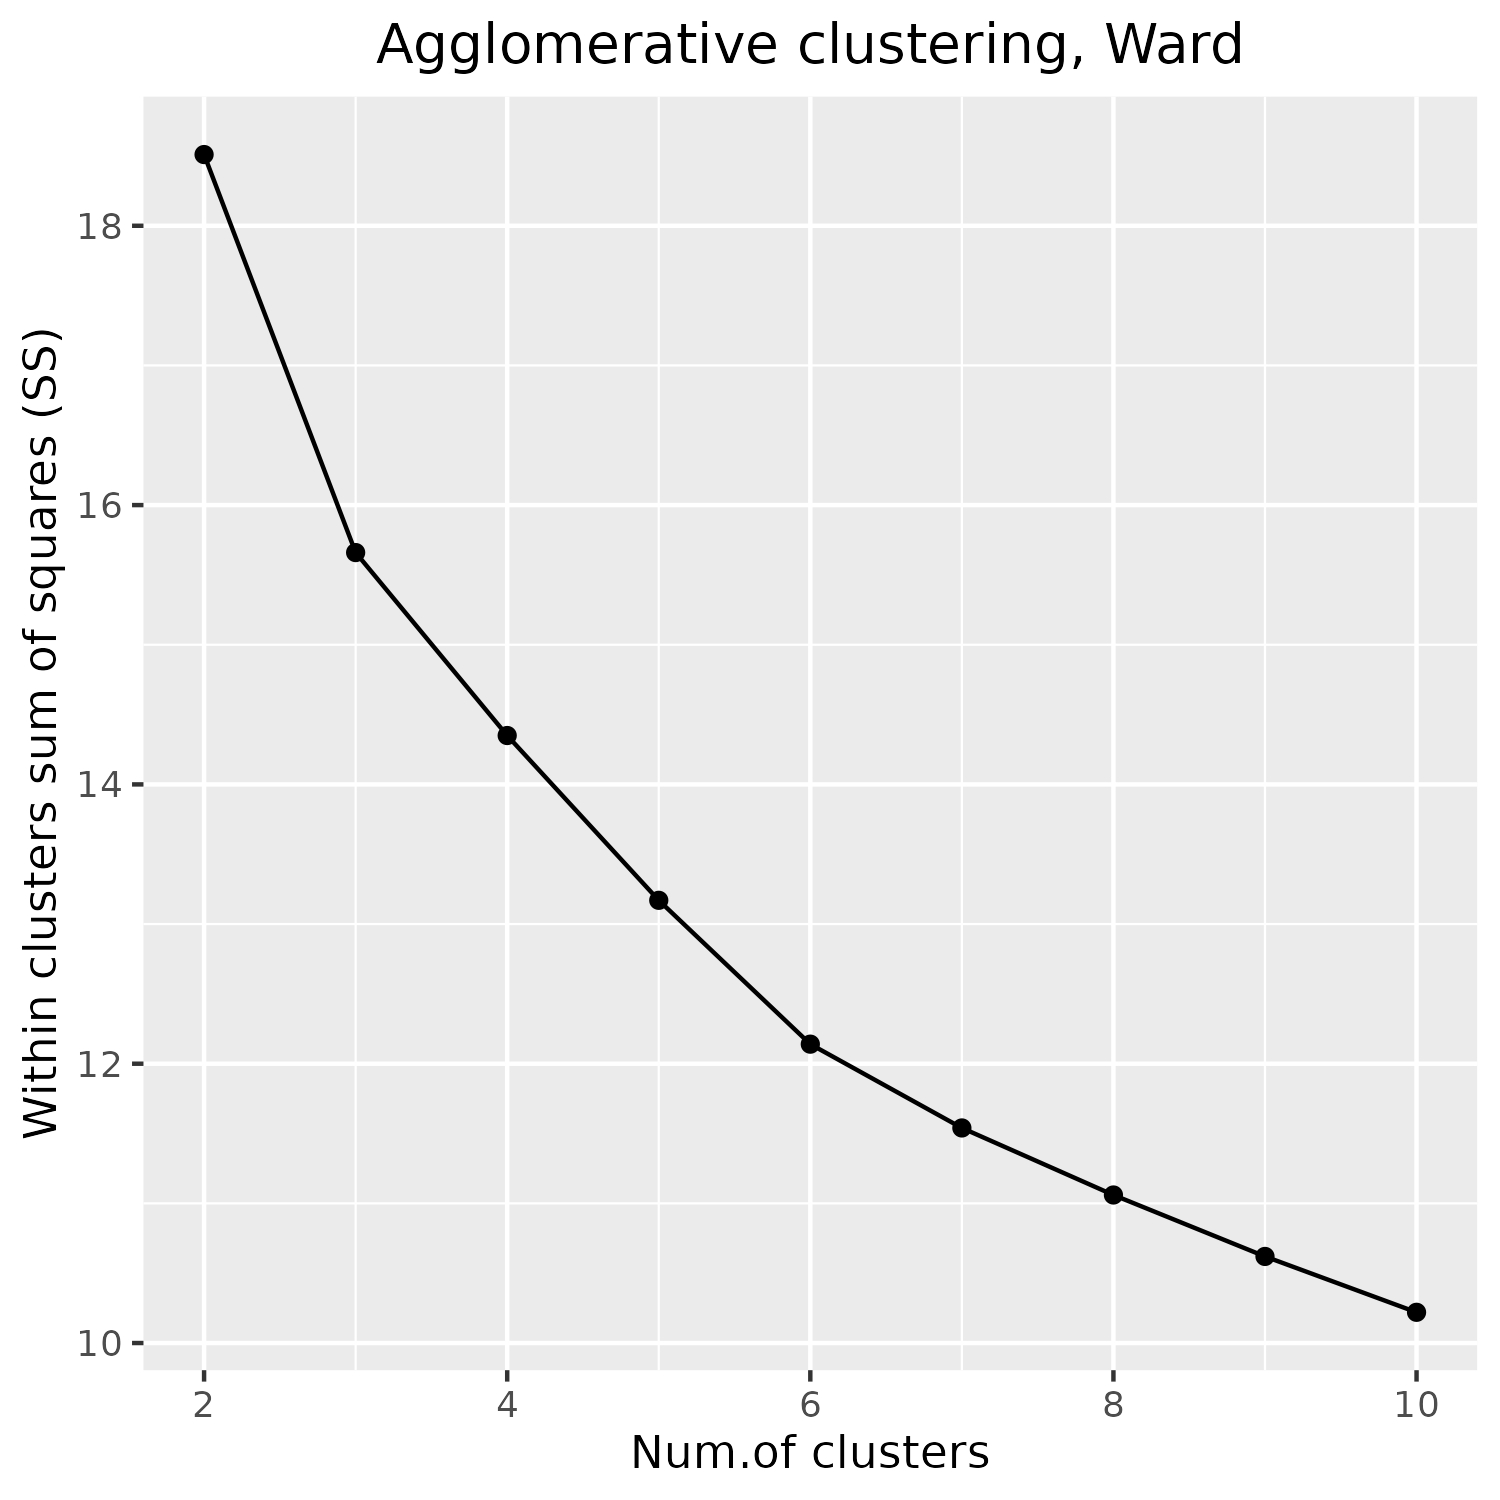 Agglomerative clustering, Ward
Within clusters sum of squares (SS)
18
16
14
12
10
2 4 6 8 10
Num.of clusters